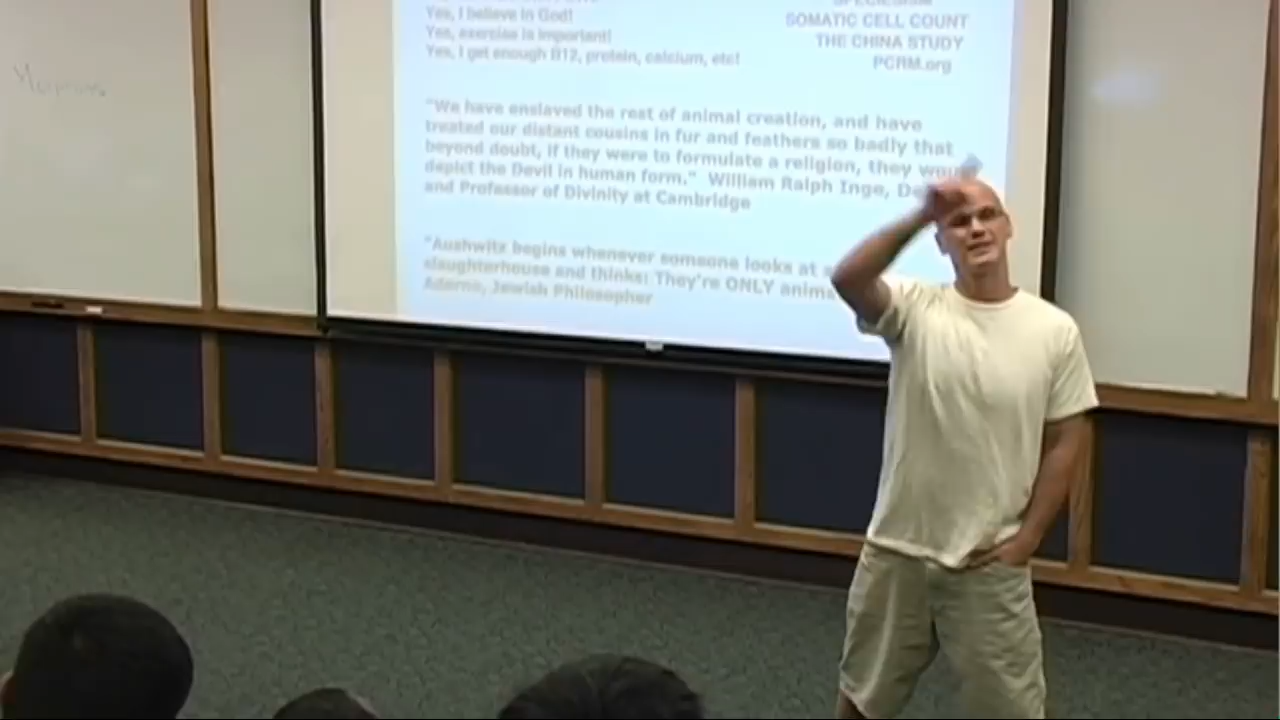 Yes, I believe in God!
Yes, exercise is important!
Yes, I get enough B12, protein, calcium, etc!
SPECIESISM
SOMATIC CELL COUNT
THE CHINA STUDY
PCRM.org
"We have enslaved the rest of animal creation, and have
treated our distant cousins in fur and feathers so badly that
beyond doubt, if they were to formulate a religion, they wou
depict the Devil in human form." William Ralph Inge, De
and Professor of Divinity at Cambridge
"Aushwitz begins whenever someone looks at
slaughterhouse and thinks: They're ONLY anima
Adorno, Jewish Philosopher